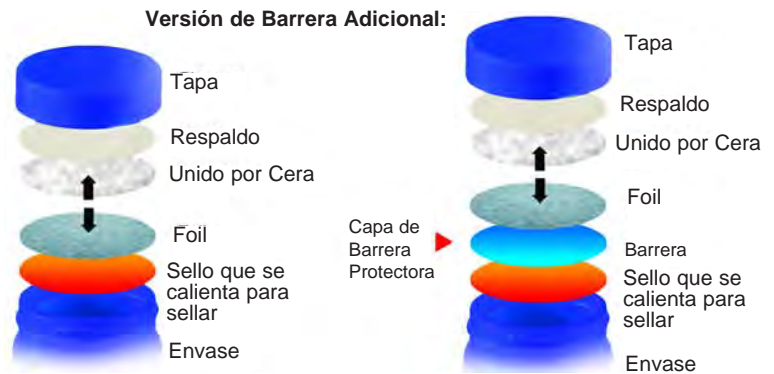 Versión de Barrera Adicional:
Tapa
Respaldo
Unido por Cera
Foil
Sello que se
calienta para
sellar
Envase
Tapa
Respaldo
Unido por Cera
Foil
Capa de
Barrera
Protectora
Barrera
Sello que se
calienta para
sellar
Envase